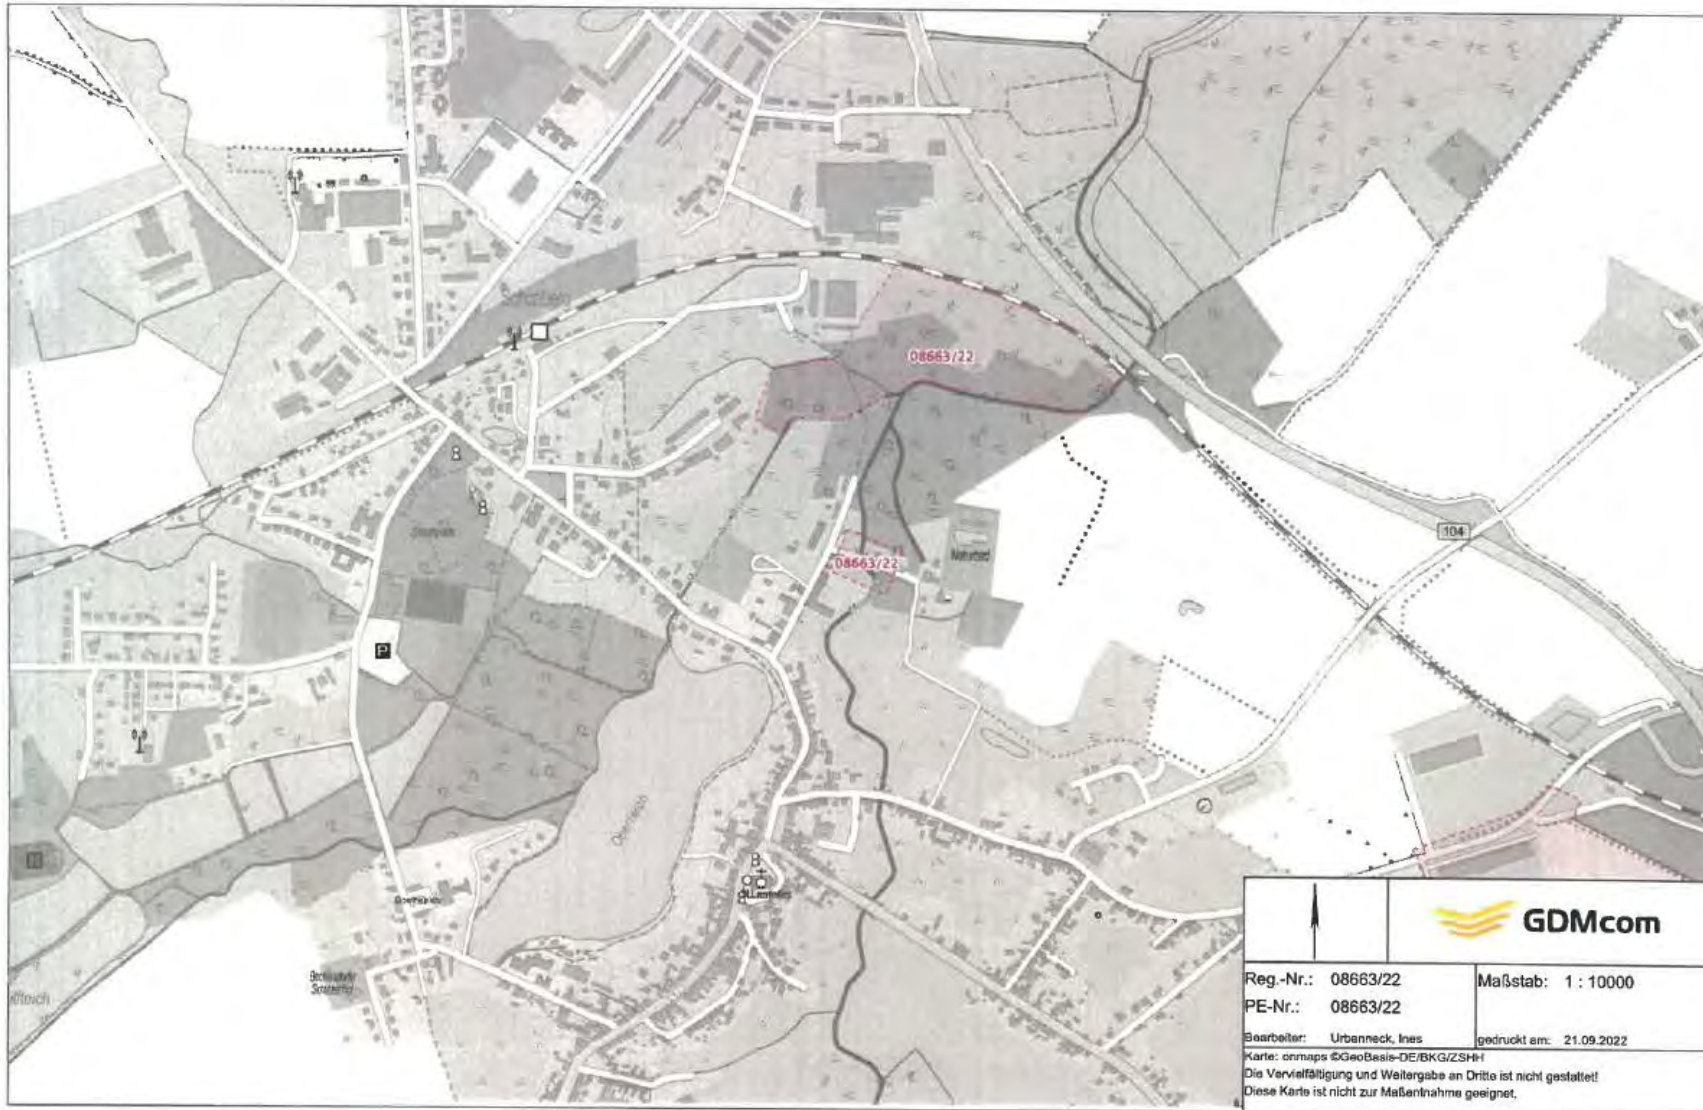 08663/22
08663/22
104
Naturbad
P
GDMcom
Reg.-Nr.: 08663/22
Maßstab: 1 : 10000
PE-Nr.: 08663/22
Bearbeiter: Urbanneck, Ines
gedruckt am: 21.09.2022
Karte: onmaps ©GeoBasis-DE/BKG/ZSHH
Die Vervielfältigung und Weitergabe an Dritte ist nicht gestattet!
Diese Karte ist nicht zur Maßentnahme geeignet.